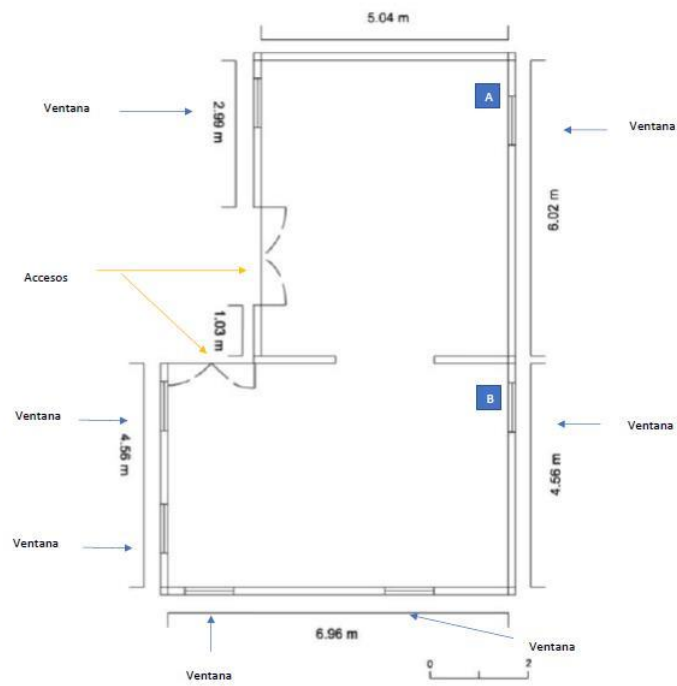 5.04 m
Ventana
2.99 m
A
Ventana
6.02 m
Accesos
1.03 m
Ventana
B
Ventana
4.56 m
4.56 m
Ventana
6.96 m
Ventana
Ventana
0 2